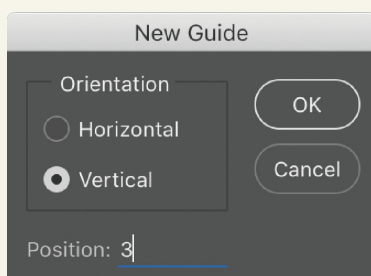 New Guide
Orientation
Horizontal
Vertical
OK
Cancel
Position: 3